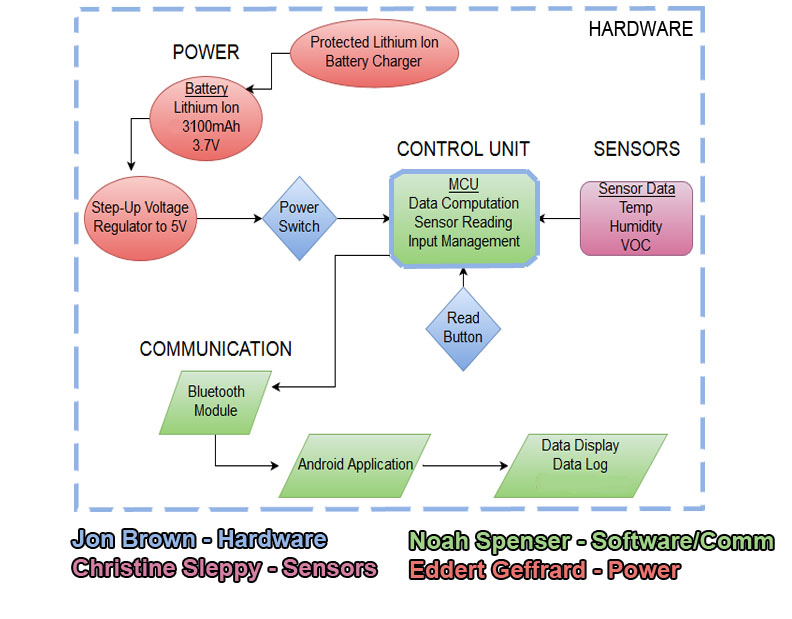 HARDWARE
POWER
Protected Lithium Ion
Battery Charger
Battery
Lithium Ion
3100mAh
3.7V
CONTROL UNIT
SENSORS
Step-Up Voltage
Regulator to 5V
Power
Switch
MCU
Data Computation
Sensor Reading
Input Management
Sensor Data
Temp
Humidity
VOC
Read
Button
COMMUNICATION
Bluetooth
Module
Android Application
Data Display
Data Log
Jon Brown - Hardware
Noah Spenser - Software/Comm
Christine Sleppy - Sensors
Eddert Geffrard - Power